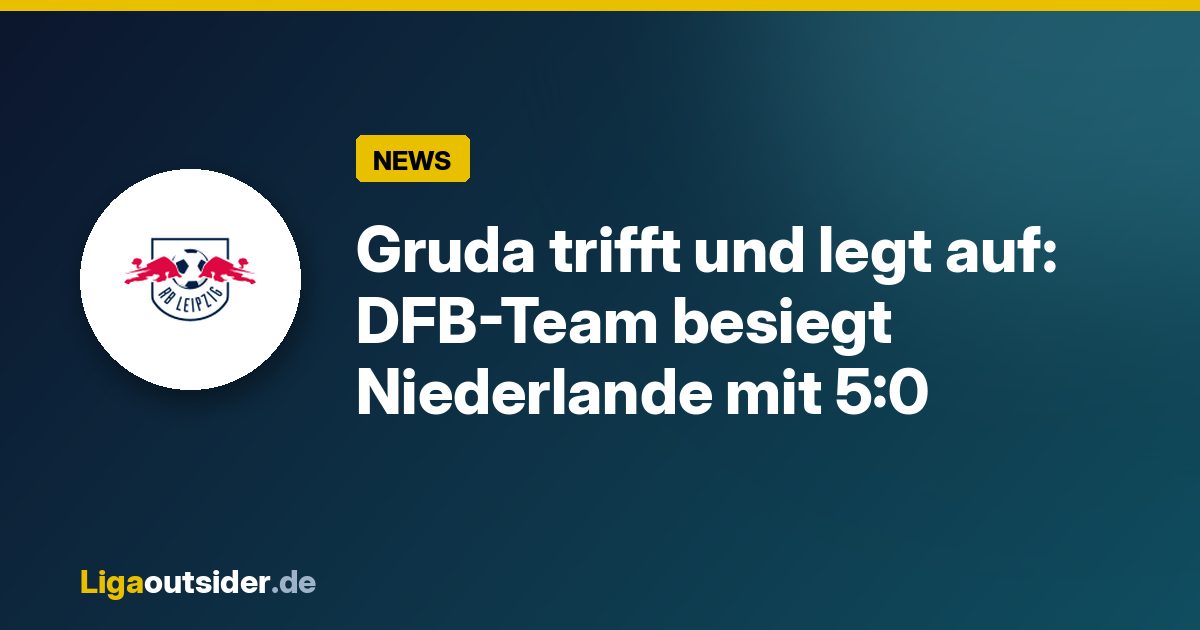 NEWS
Gruda trifft und legt auf:
DFB-Team besiegt
Niederlande mit 5:0
RB LEIPZIG
Ligaoutsider.de